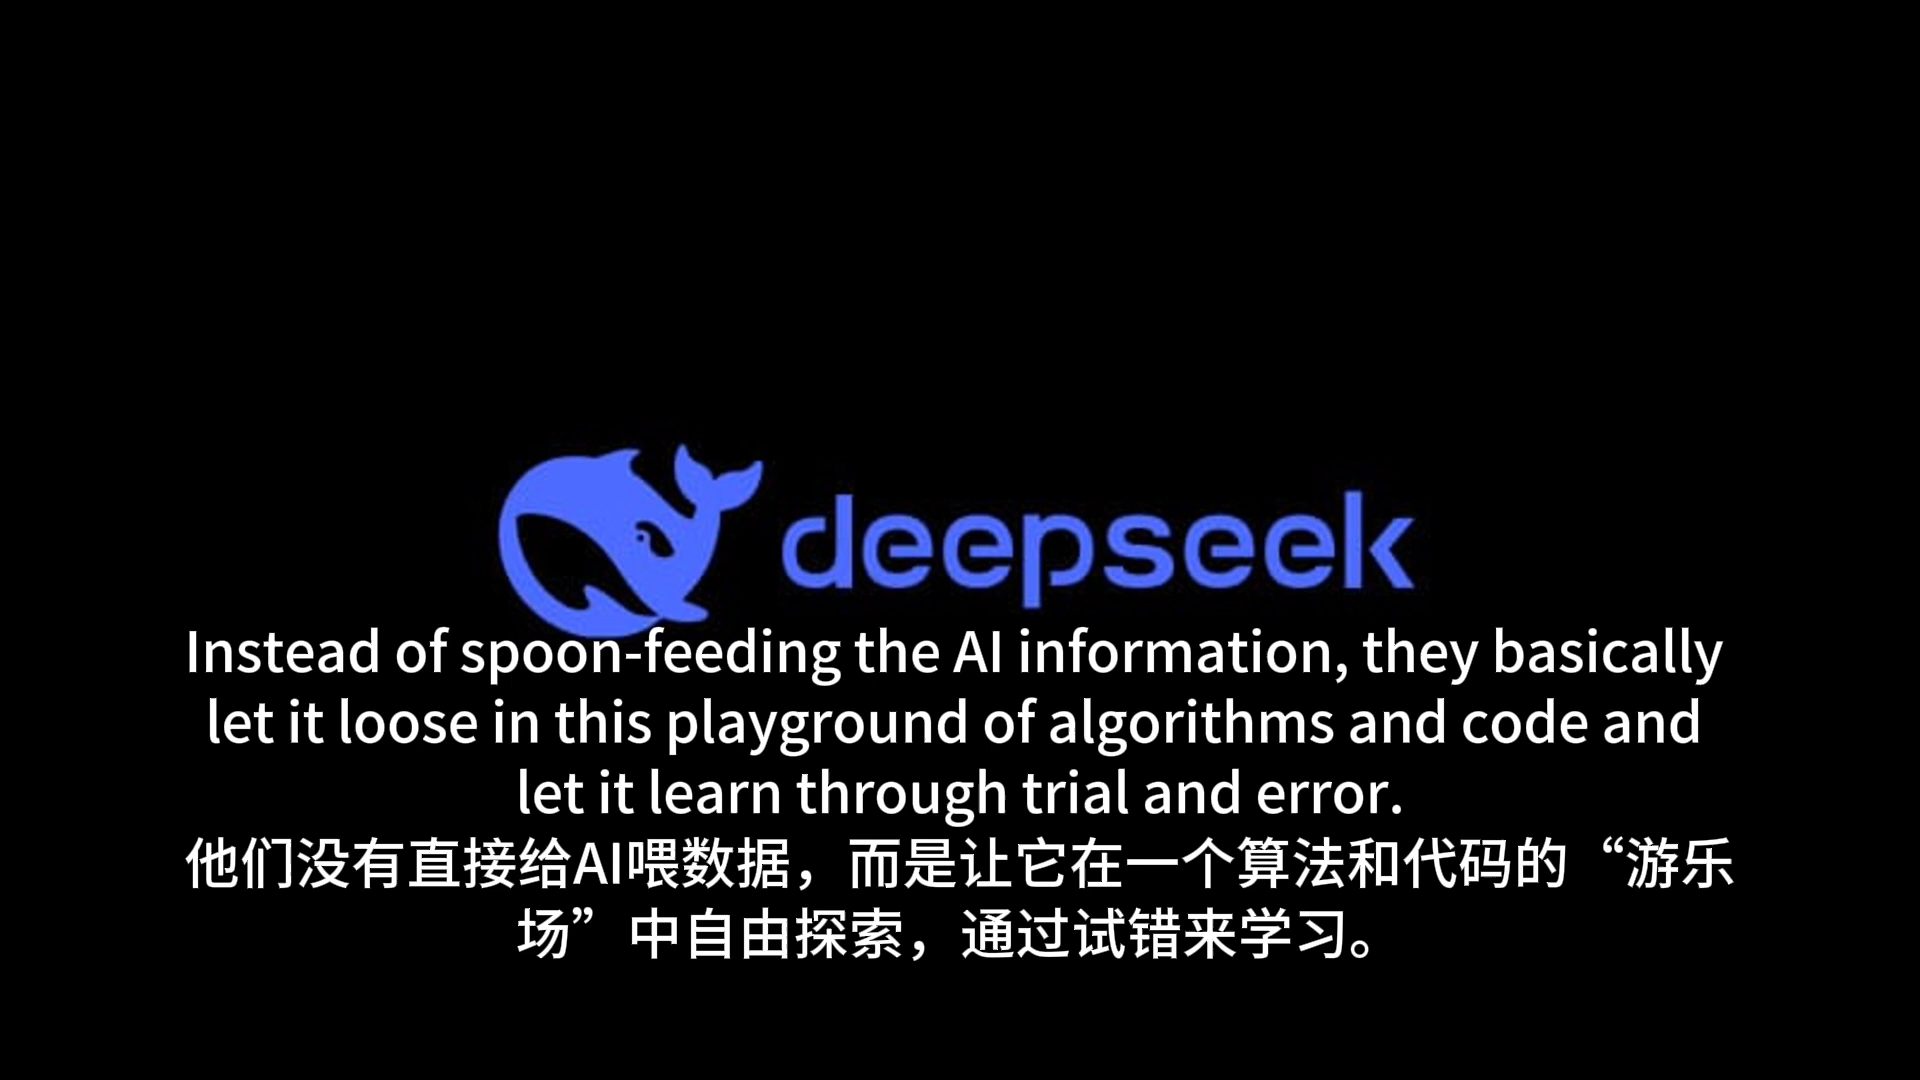 deepseek
Instead of spoon-feeding the AI information, they basically
let it loose in this playground of algorithms and code and
let it learn through trial and error.
他们没有直接给AI喂数据，而是让它在一个算法和代码的“游乐
场”中自由探索，通过试错来学习。